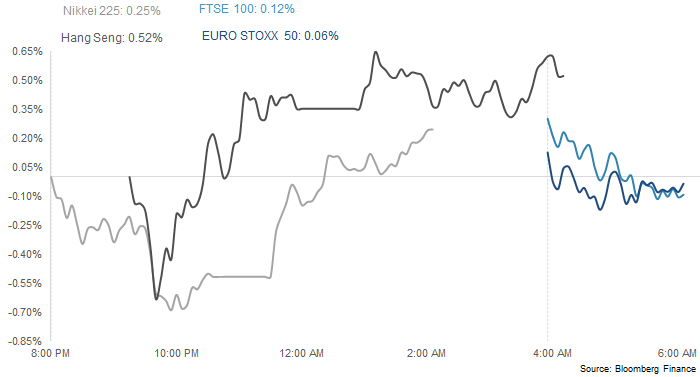 Nikkei 225: 0.25%
FTSE 100: 0.12%
Hang Seng: 0.52%
EURO STOXX 50: 0.06%
0.65%
0.50%
0.35%
0.20%
0.05%
-0.10%
-0.25%
-0.40%
-0.55%
-0.70%
-0.85%
8:00 PM
10:00 PM
12:00 AM
2:00 AM
4:00 AM
6:00 AM
Source: Bloomberg Finance